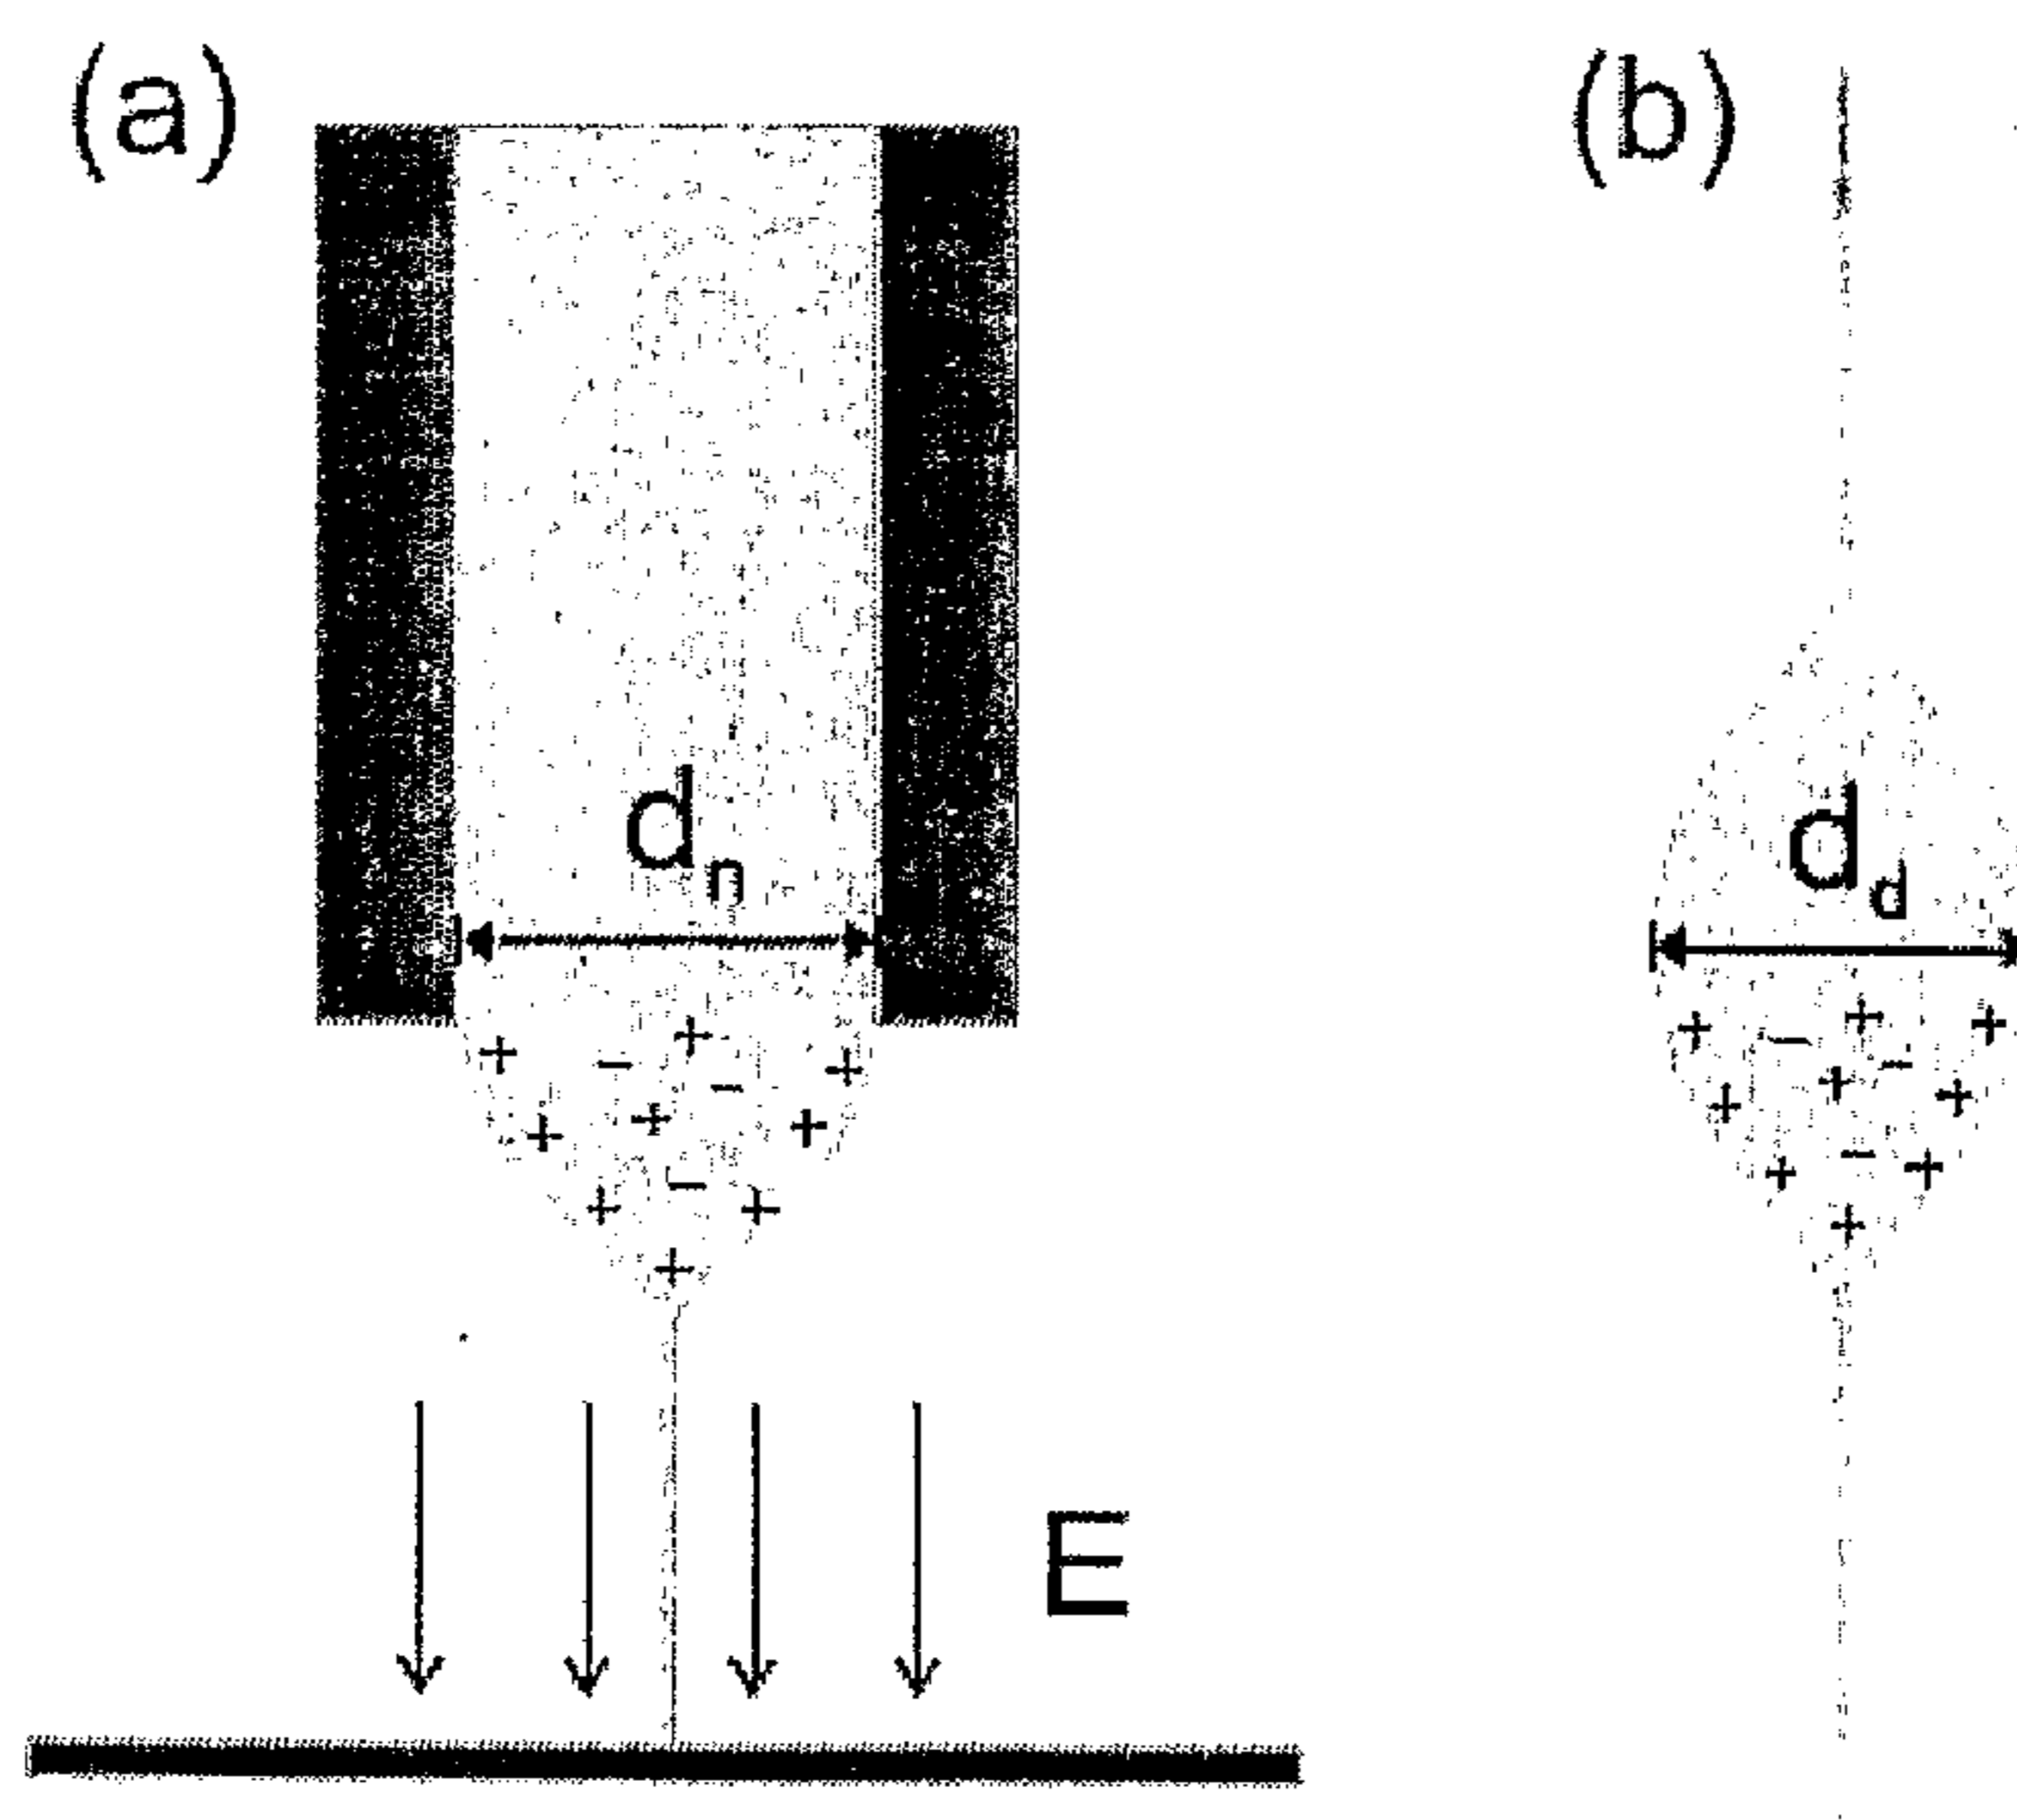 (a)
(b)
dn
dd
+ − + − + + + − + + − + +
+ − + + − + + + + − + +
E